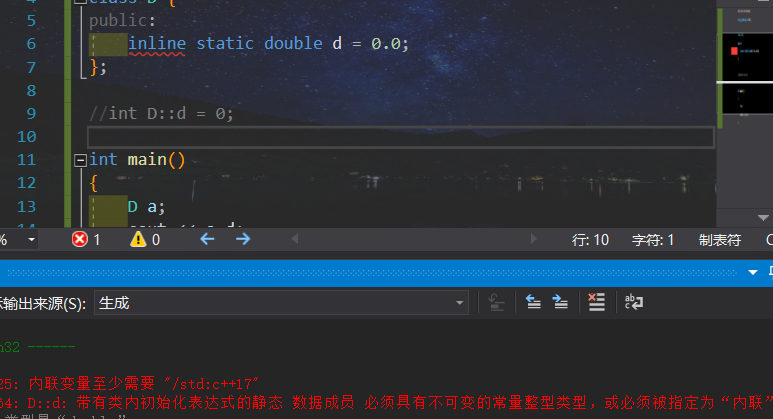 class D {
5 public:
6 inline static double d = 0.0;
7 };
8
9 //int D::d = 0;
10
11 int main()
12 {
13 D a;
% 1 0 行: 10 字符: 1 制表符
输出来源(S): 生成
n32 ------
25: 内联变量至少需要 "/std:c++17"
64: D::d: 带有类内初始化表达式的静态 数据成员 必须具有不可变的常量整型类型，或必须被指定为“内联”